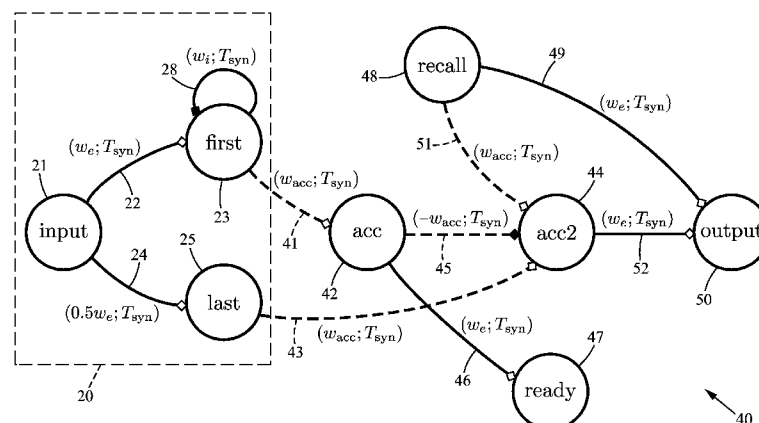 (w_i; T_syn)
28
49
48
recall
first
(w_e; T_syn)
(w_e; T_syn)
51
(w_acc; T_syn)
44
21
22
23
(w_acc; T_syn)
input
acc
(-w_acc; T_syn)
acc2
(w_e; T_syn)
output
24
25
41
45
52
42
50
last
(0.5w_e; T_syn)
(w_acc; T_syn)
(w_e; T_syn)
47
43
46
20
ready
40